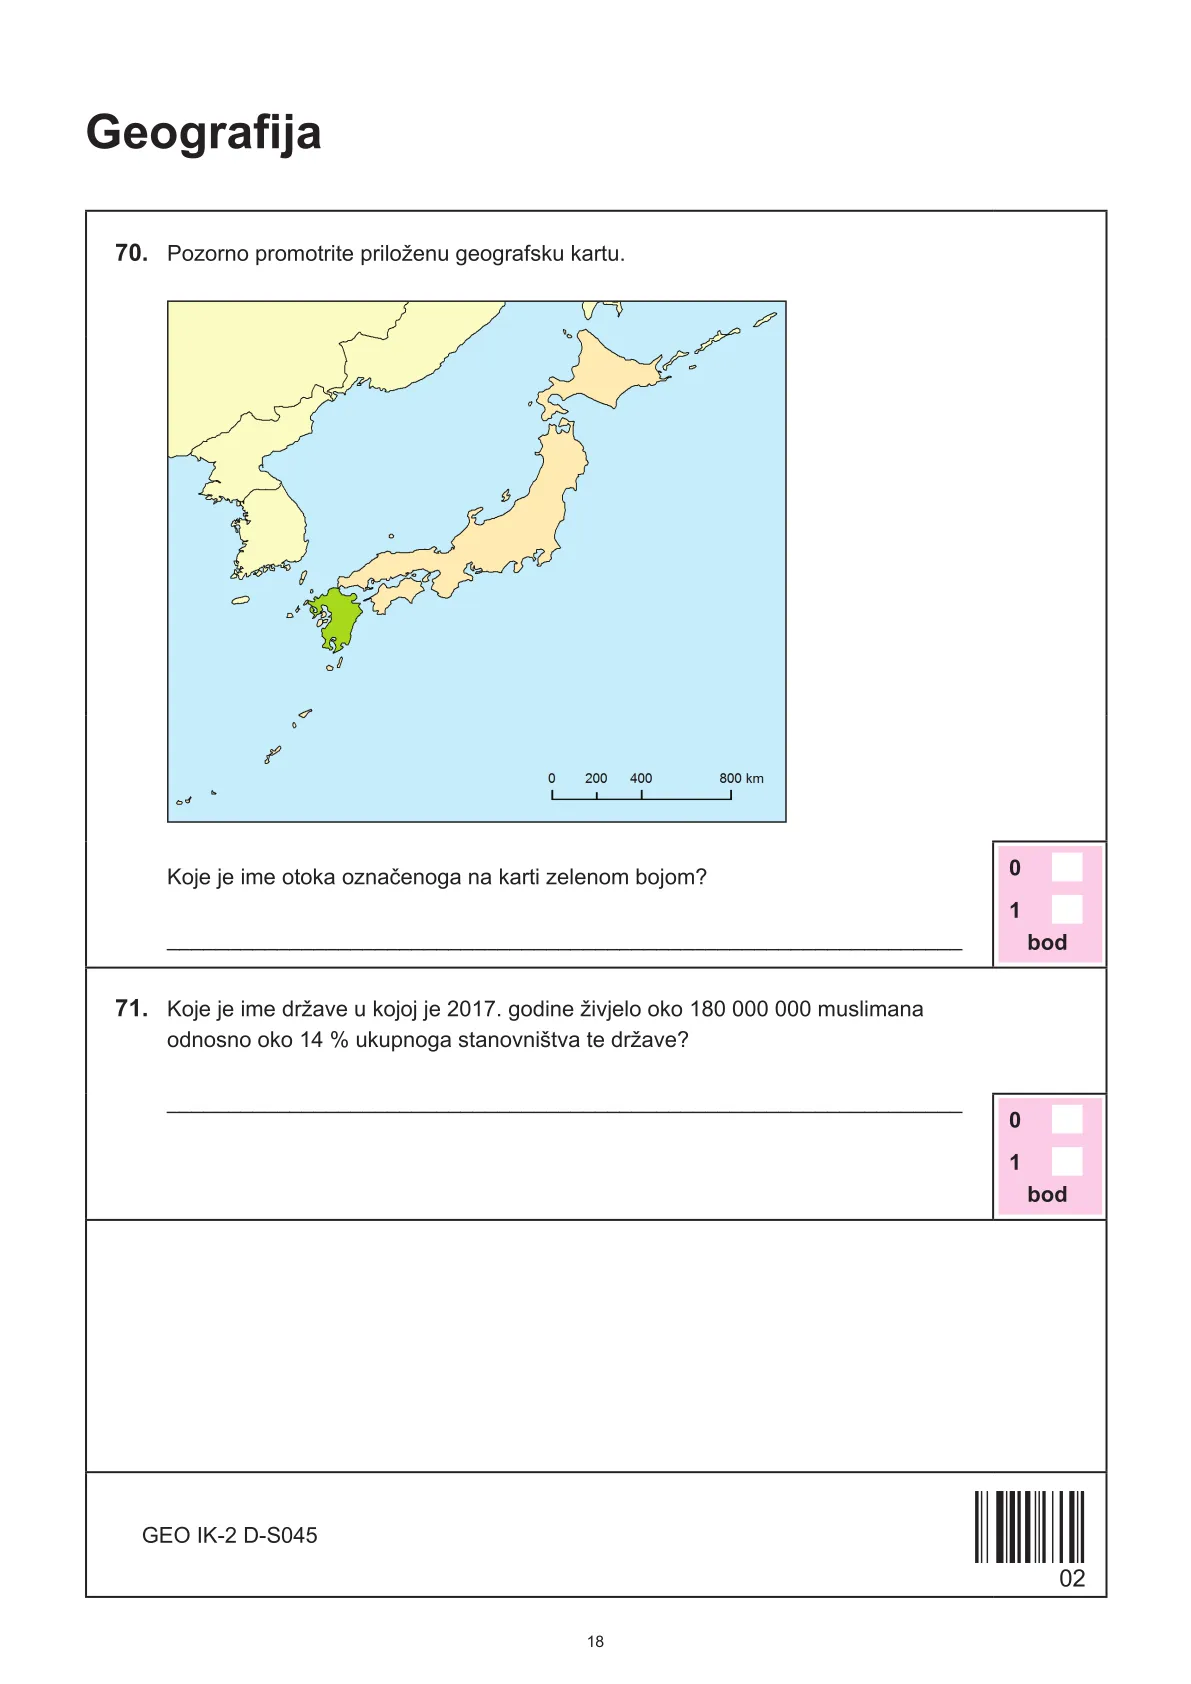 Geografija
70. Pozorno promotrite priloženu geografsku kartu.
0 200 400 800 km
Koje je ime otoka označenoga na karti zelenom bojom?
0
1
bod
71. Koje je ime države u kojoj je 2017. godine živjelo oko 180 000 000 muslimana
odnosno oko 14 % ukupnoga stanovništva te države?
0
1
bod
GEO IK-2 D-S045
02
18